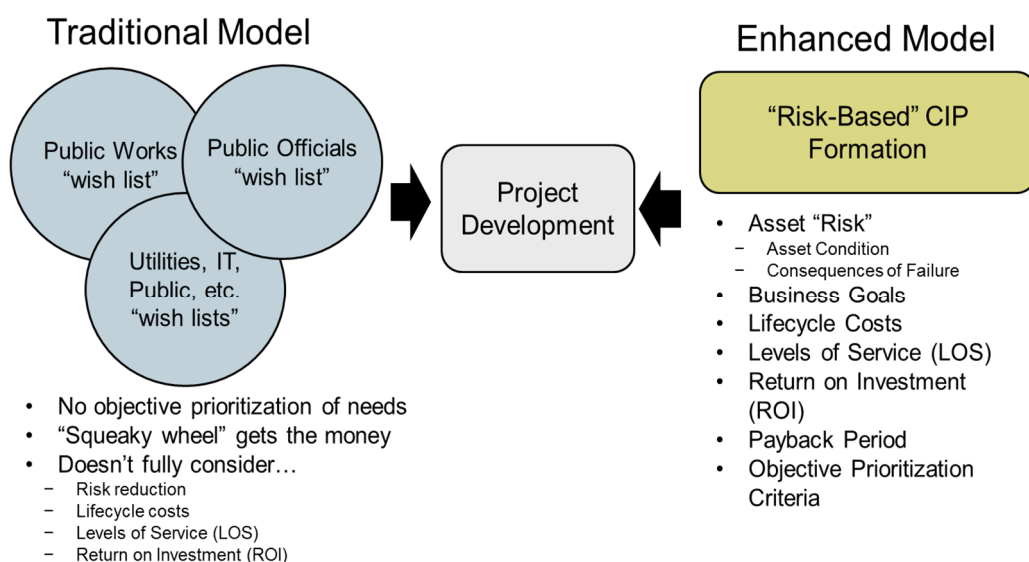 Traditional Model
Public Works
“wish list”
Public Officials
“wish list”
Utilities, IT,
Public, etc.
“wish lists”
• No objective prioritization of needs
• “Squeaky wheel” gets the money
• Doesn’t fully consider…
– Risk reduction
– Lifecycle costs
– Levels of Service (LOS)
– Return on Investment (ROI)
Project
Development
Enhanced Model
“Risk-Based” CIP
Formation
• Asset “Risk”
– Asset Condition
– Consequences of Failure
• Business Goals
• Lifecycle Costs
• Levels of Service (LOS)
• Return on Investment
(ROI)
• Payback Period
• Objective Prioritization
Criteria